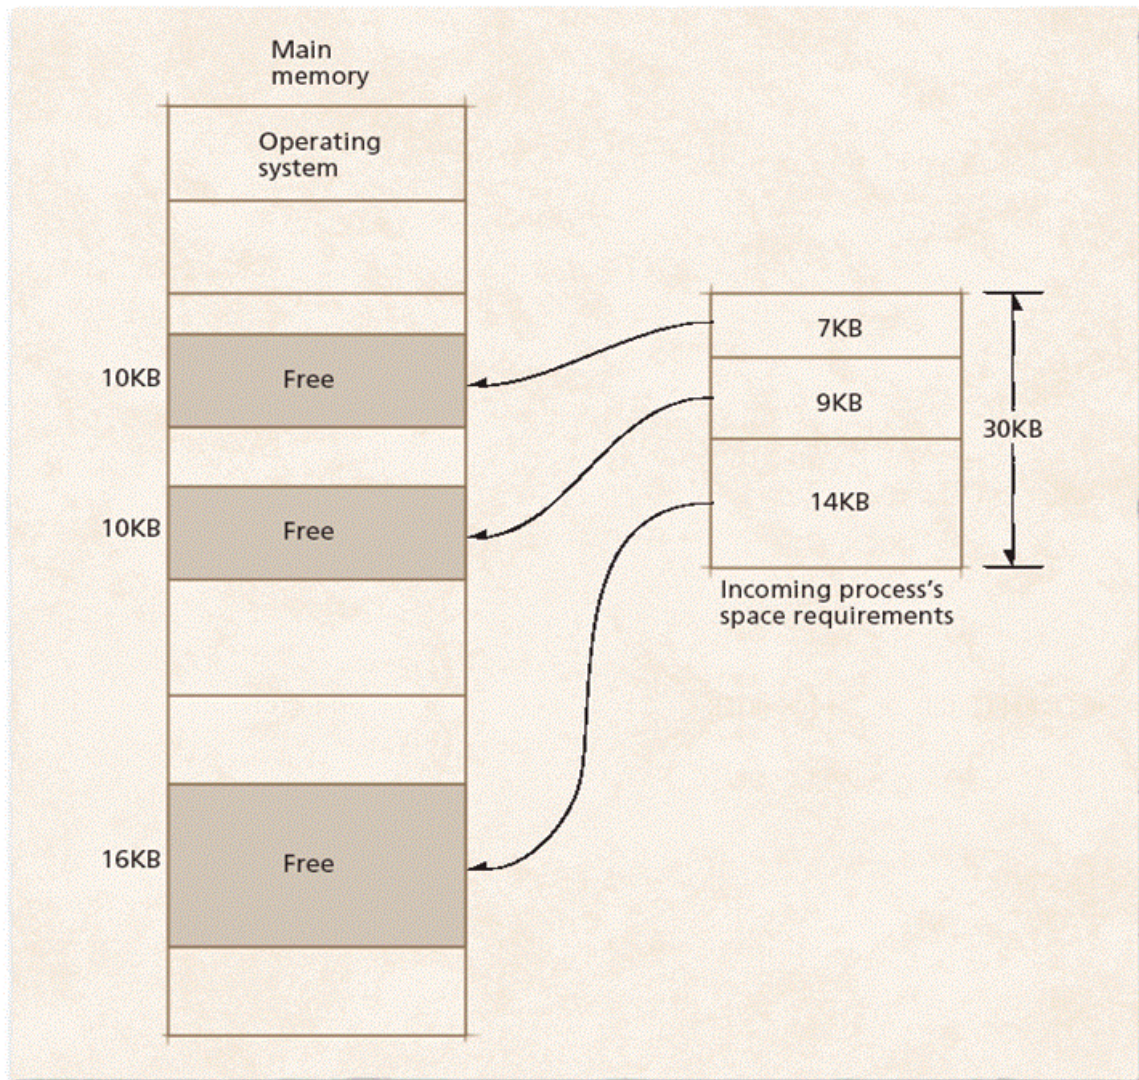 Main
memory
Operating
system
7KB
10KB
Free
9KB
30KB
14KB
10KB
Free
Incoming process's
space requirements
16KB
Free